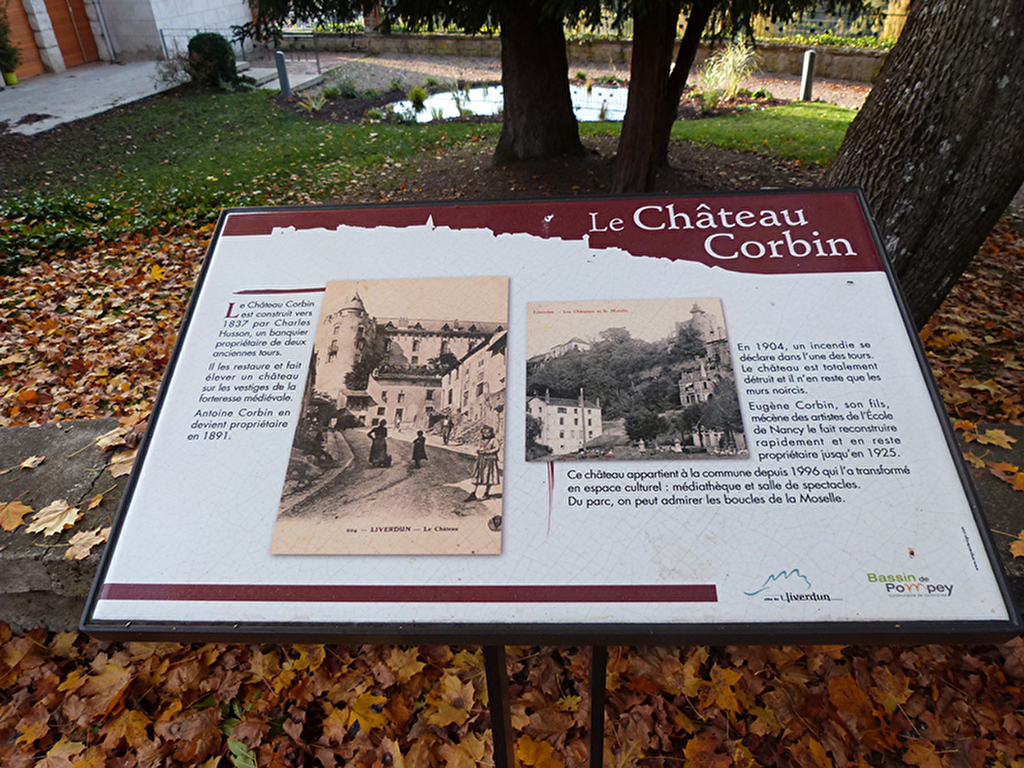 Le Château
Corbin
Le Château Corbin
est construit vers
1837 par Charles
Husson, un banquier
propriétaire de deux
anciennes tours.
Il les restaure et fait
élever un château
sur les vestiges de la
forteresse médiévale.
Antoine Corbin en
devient propriétaire
en 1891.
LIVERDUN — Le Château
Liverdun - Les Châteaux et le Moulin
En 1904, un incendie se
déclare dans l'une des tours.
Le château est totalement
détruit et il n'en reste que les
murs noircis.
Eugène Corbin, son fils,
mécène des artistes de l'École
de Nancy le fait reconstruire
rapidement et en reste
propriétaire jusqu'en 1925.
Ce château appartient à la commune depuis 1996 qui l'a transformé
en espace culturel : médiathèque et salle de spectacles.
Du parc, on peut admirer les boucles de la Moselle.
Liverdun
Bassin de
Pompey